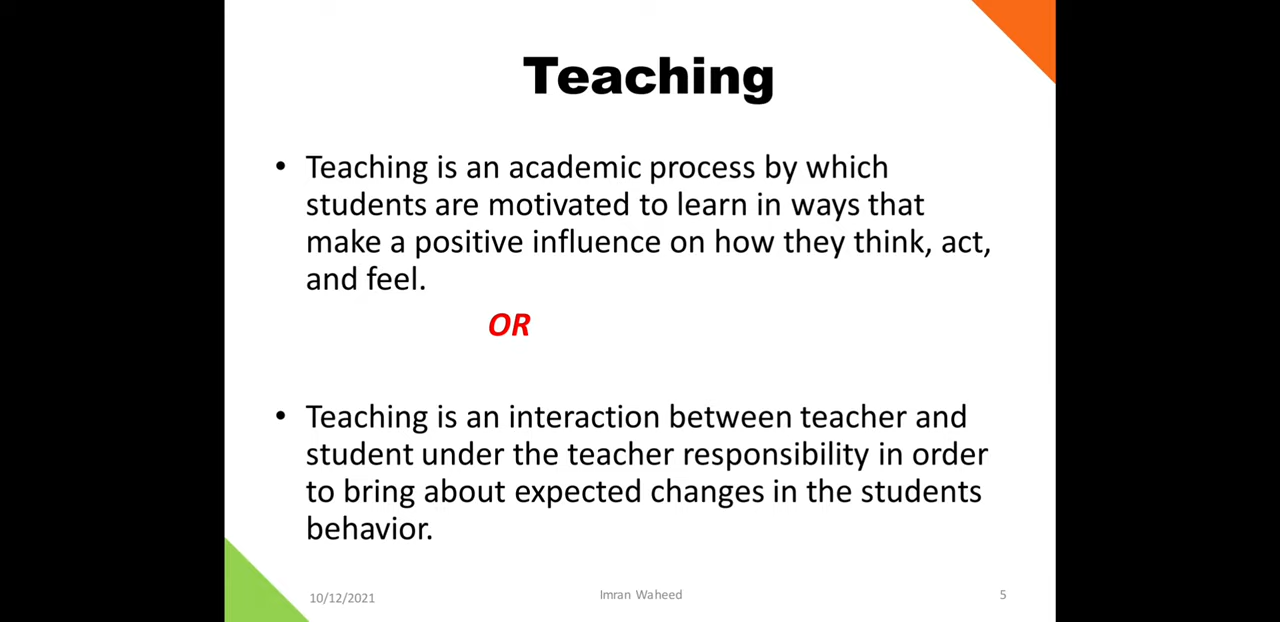 Teaching
• Teaching is an academic process by which
students are motivated to learn in ways that
make a positive influence on how they think, act,
and feel.
OR
• Teaching is an interaction between teacher and
student under the teacher responsibility in order
to bring about expected changes in the students
behavior.
10/12/2021
Imran Waheed
5